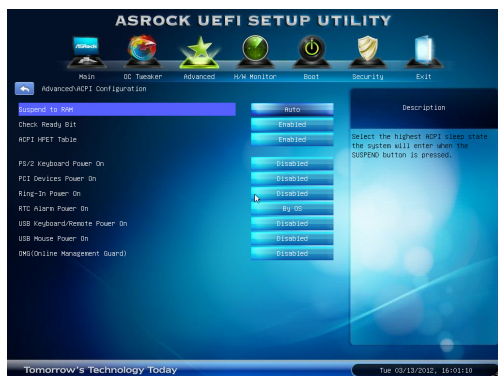 ASROCK UEFI SETUP UTILITY
ASRock
Main OC Tweaker Advanced H/W Monitor Boot Security Exit
Advanced\ACPI Configuration
Description
Suspend to RAM Auto
Check Ready Bit Enabled
ACPI HPET Table Enabled
Select the highest ACPI sleep state
the system will enter when the
SUSPEND button is pressed.
PS/2 Keyboard Power On Disabled
PCI Devices Power On Disabled
Ring-In Power On Disabled
RTC Alarm Power On By OS
USB Keyboard/Remote Power On Disabled
USB Mouse Power On Disabled
OMG(Online Management Guard) Disabled
Tomorrow's Technology Today
Tue 03/13/2012, 16:01:10